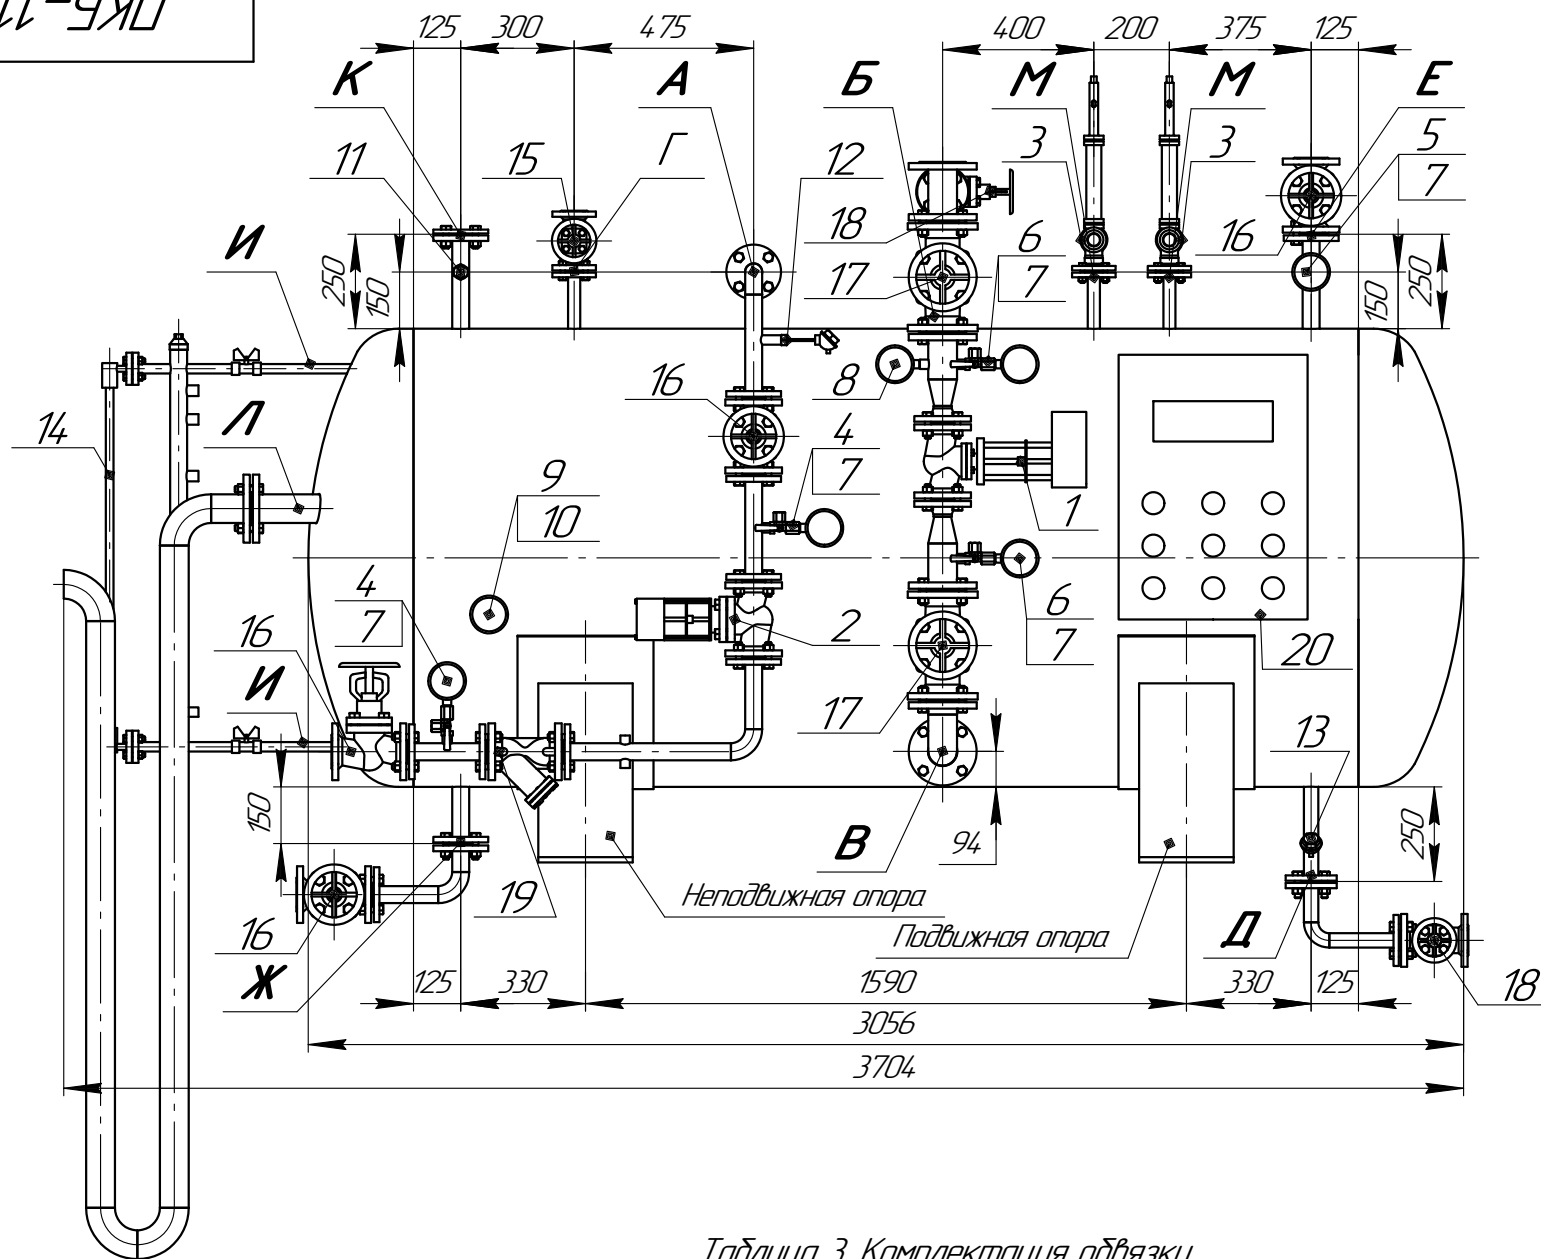 ПКБ-11
125 300 475 400 200 375 125
К А Б М М Е
11 15 Г 12 3 3 5
7
И 18 6 16
7
250 150 17 150 250
14 Л 16 8
4
7
9
10
1
4
7
6
7
16 2 20
И 17 13
150 В 94 250
19 Неподвижная опора
16 Подвижная опора Д
Ж 18
125 330 1590 330 125
3056
3704
Таблица 3. Комплектация обвязки